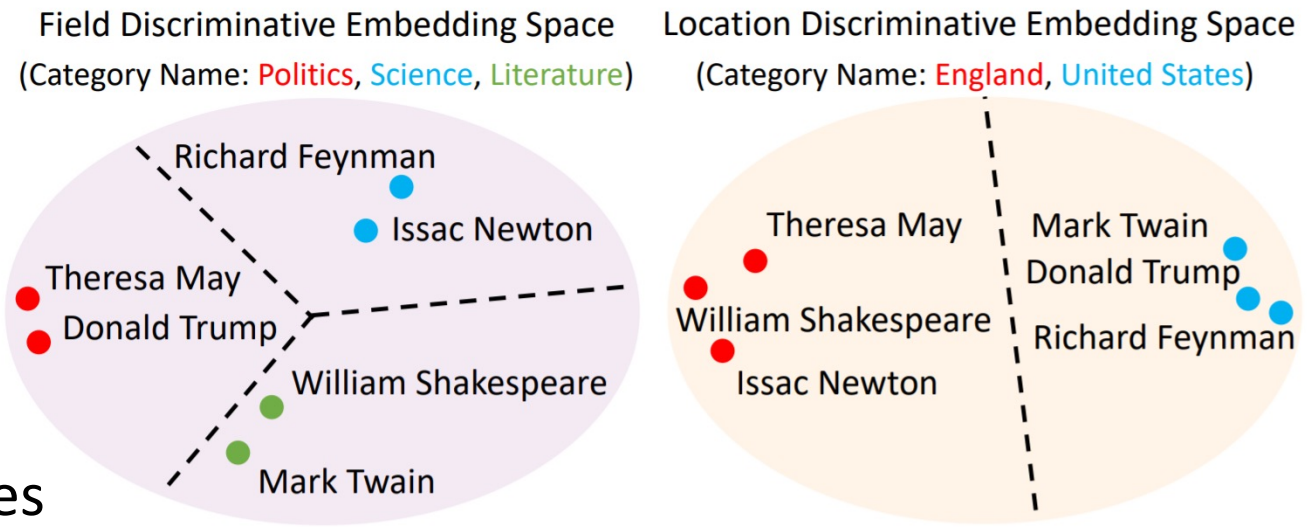 Field Discriminative Embedding Space
(Category Name: Politics, Science, Literature)
Richard Feynman
Issac Newton
Theresa May
Donald Trump
William Shakespeare
Mark Twain
es
Location Discriminative Embedding Space
(Category Name: England, United States)
Theresa May
William Shakespeare
Issac Newton
Mark Twain
Donald Trump
Richard Feynman